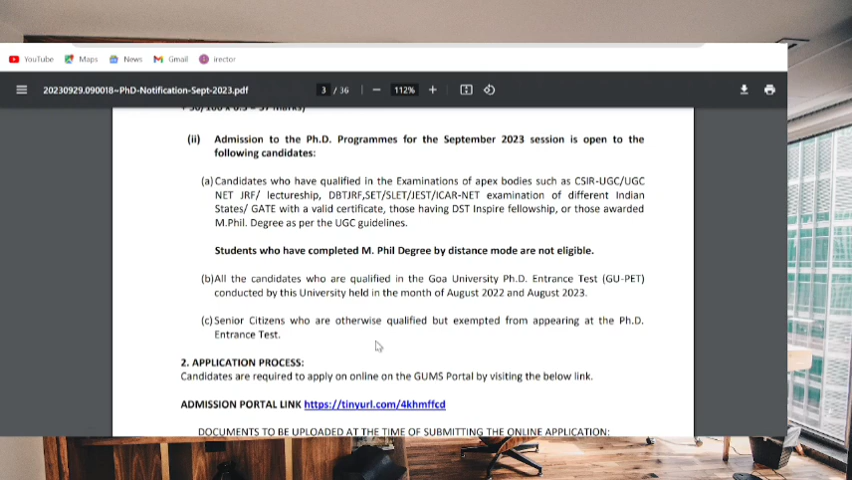 YouTube Maps News Gmail irector
20230929.090018~PhD-Notification-Sept-2023.pdf 3 / 36 112%
(ii) Admission to the Ph.D. Programmes for the September 2023 session is open to the
following candidates:
(a) Candidates who have qualified in the Examinations of apex bodies such as CSIR-UGC/UGC
NET JRF/ lectureship, DBTJRF,SET/SLET/JEST/ICAR-NET examination of different Indian
States/ GATE with a valid certificate, those having DST Inspire fellowship, or those awarded
M.Phil. Degree as per the UGC guidelines.
Students who have completed M. Phil Degree by distance mode are not eligible.
(b)All the candidates who are qualified in the Goa University Ph.D. Entrance Test (GU-PET)
conducted by this University held in the month of August 2022 and August 2023.
(c) Senior Citizens who are otherwise qualified but exempted from appearing at the Ph.D.
Entrance Test.
2. APPLICATION PROCESS:
Candidates are required to apply on online on the GUMS Portal by visiting the below link.
ADMISSION PORTAL LINK https://tinyurl.com/4khmffcd
DOCUMENTS TO BE UPLOADED AT THE TIME OF SUBMITTING THE ONLINE APPLICATION: